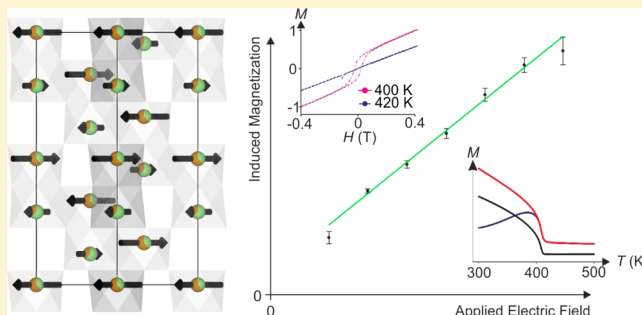 Induced Magnetization
0
0
Applied Electric Field
M
1
0
-1
-0.4
0
0.4
H (T)
400 K
420 K
M
300
400
500
T (K